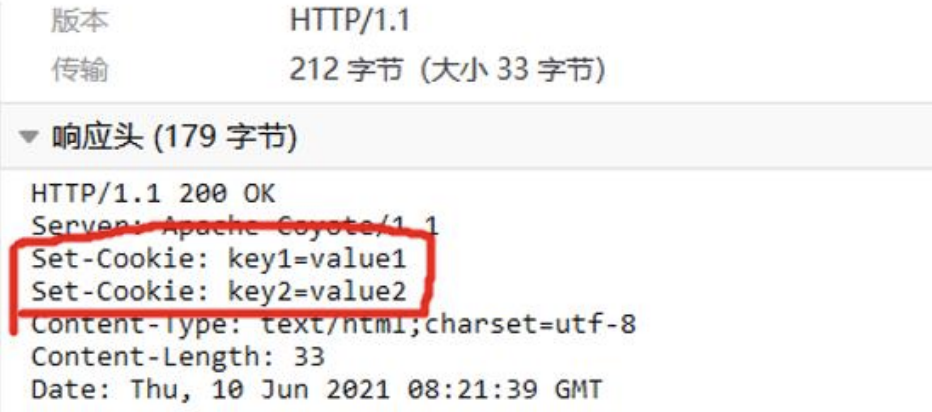 版本 HTTP/1.1
传输 212 字节 (大小 33 字节)
响应头 (179 字节)
HTTP/1.1 200 OK
Server: Apache-Coyote/1.1
Set-Cookie: key1=value1
Set-Cookie: key2=value2
Content-Type: text/html;charset=utf-8
Content-Length: 33
Date: Thu, 10 Jun 2021 08:21:39 GMT